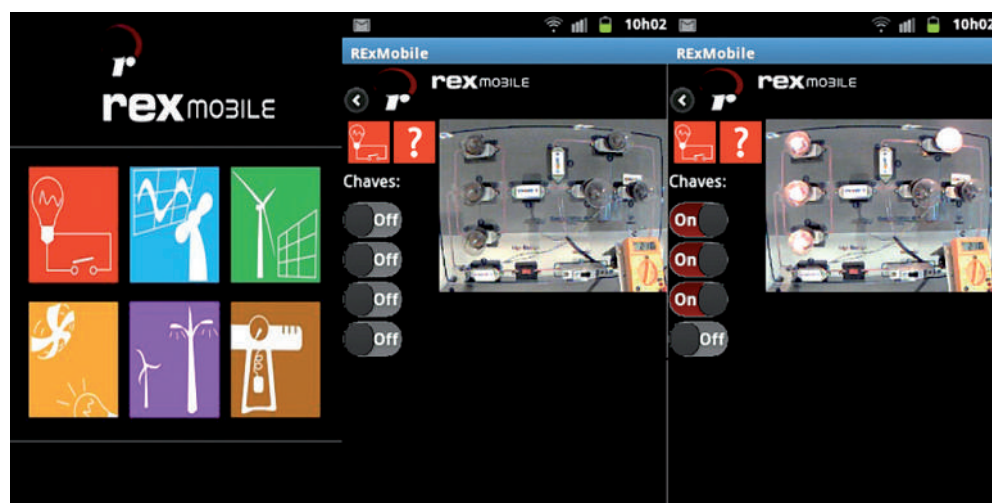 r
rexMOBILE
10h02
RExMobile
r
rexMOBILE
?
Chaves:
Off
Off
Off
Off
10h02
RExMobile
r
rexMOBILE
?
Chaves:
On
On
On
Off